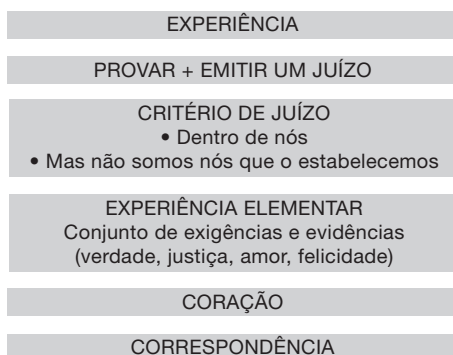 EXPERIÊNCIA
PROVAR + EMITIR UM JUÍZO
CRITÉRIO DE JUÍZO
• Dentro de nós
• Mas não somos nós que o estabelecemos
EXPERIÊNCIA ELEMENTAR
Conjunto de exigências e evidências
(verdade, justiça, amor, felicidade)
CORAÇÃO
CORRESPONDÊNCIA